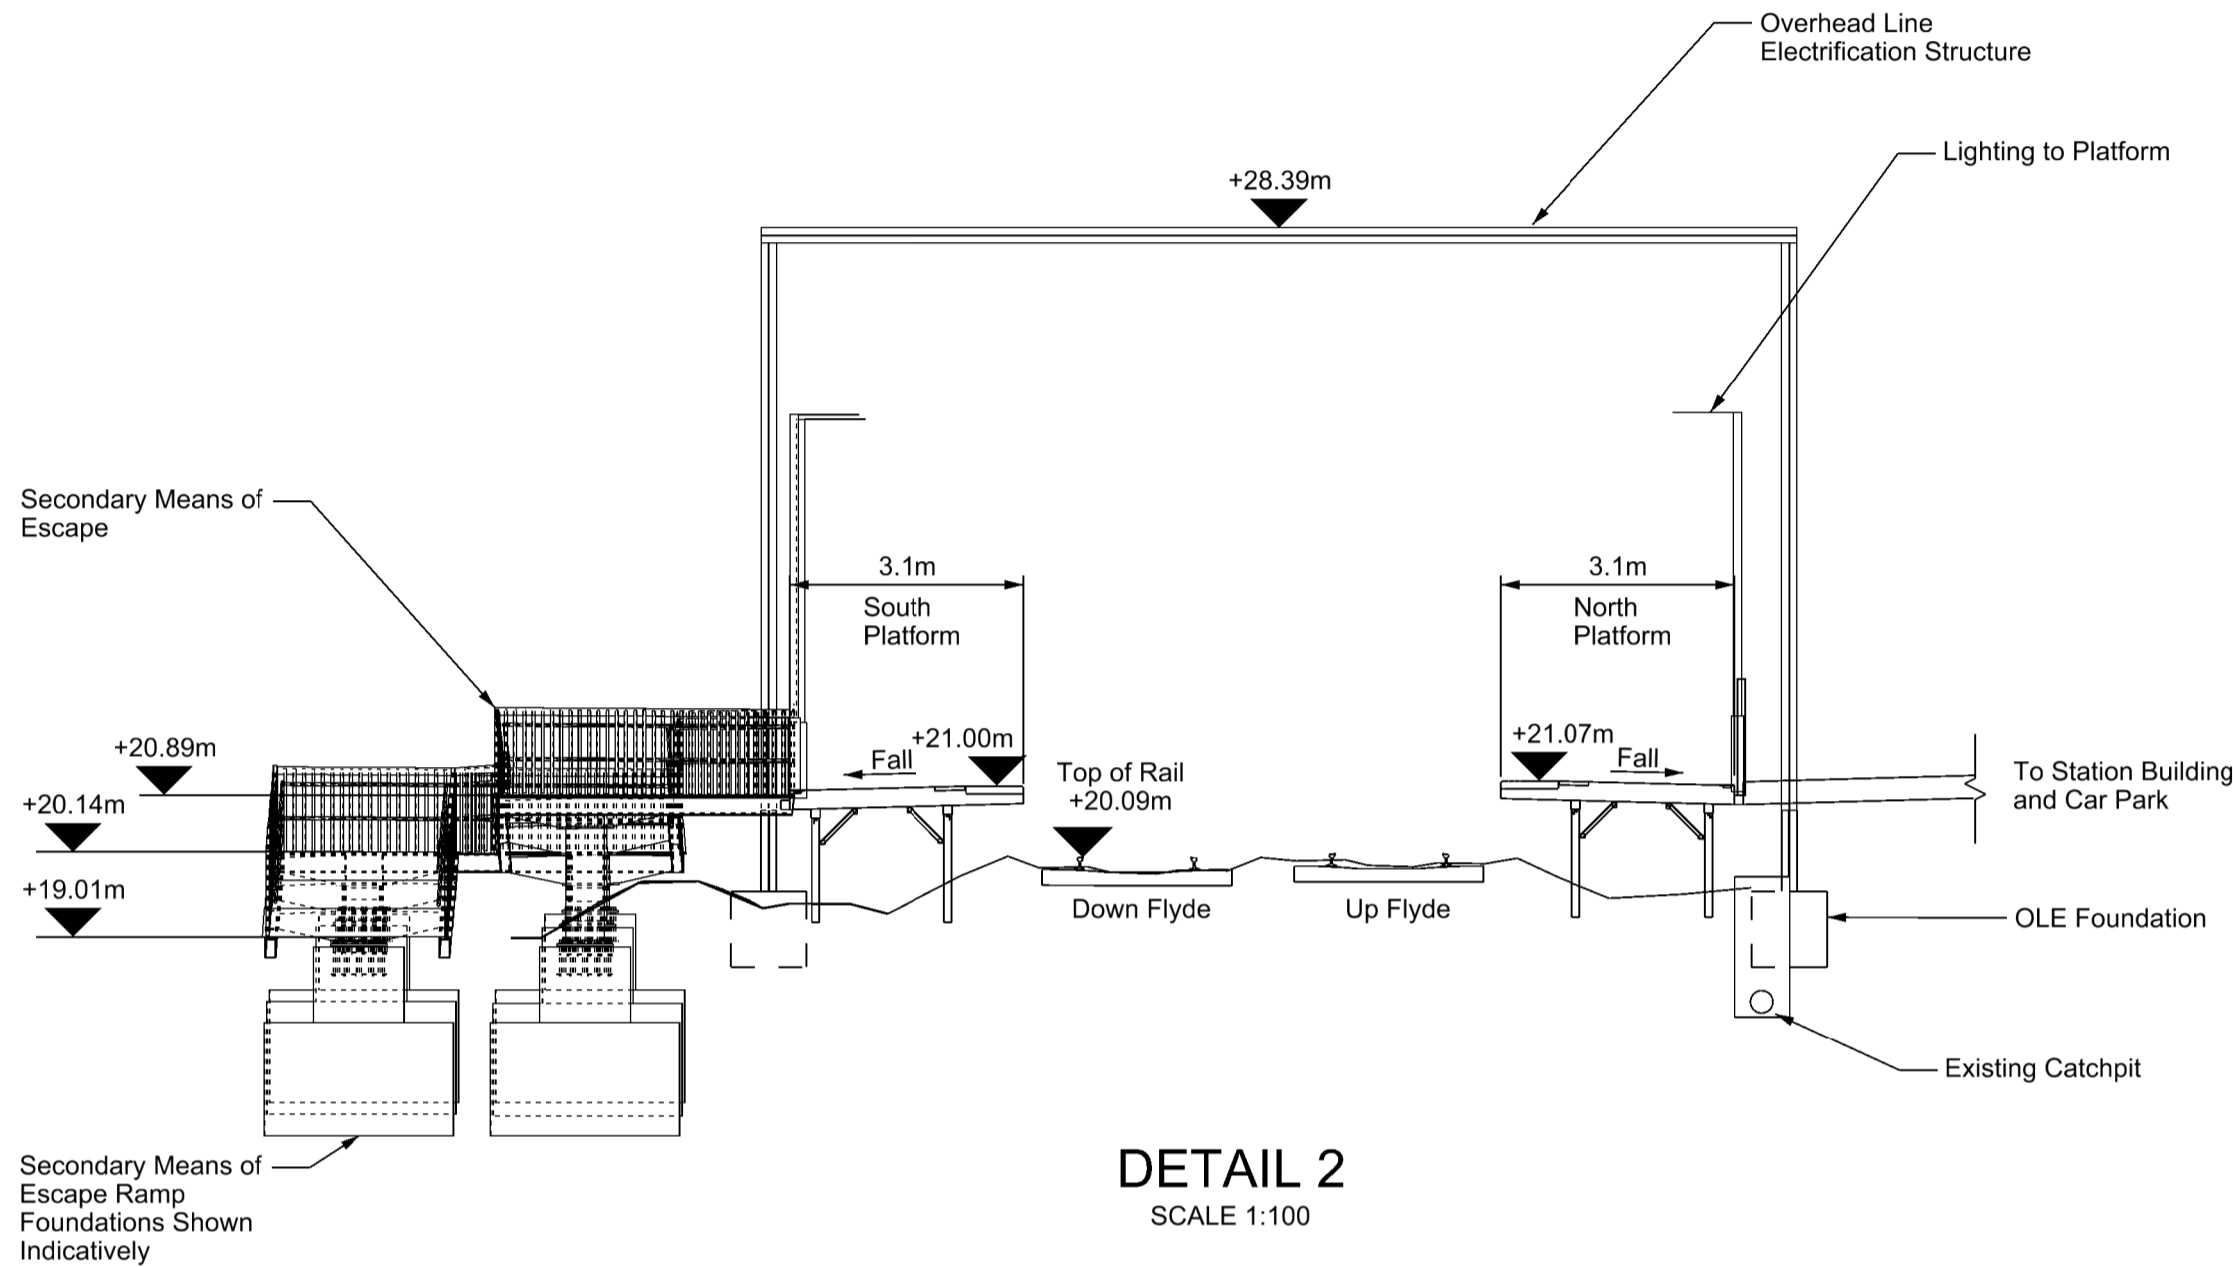 Overhead Line
Electrification Structure
Lighting to Platform
+28.39m
Secondary Means of
Escape
3.1m
South
Platform
3.1m
North
Platform
+20.89m
+20.14m
+19.01m
Fall
+21.00m
Top of Rail
+20.09m
+21.07m
Fall
To Station Building
and Car Park
Down Flyde
Up Flyde
OLE Foundation
Existing Catchpit
Secondary Means of
Escape Ramp
Foundations Shown
Indicatively
DETAIL 2
SCALE 1:100